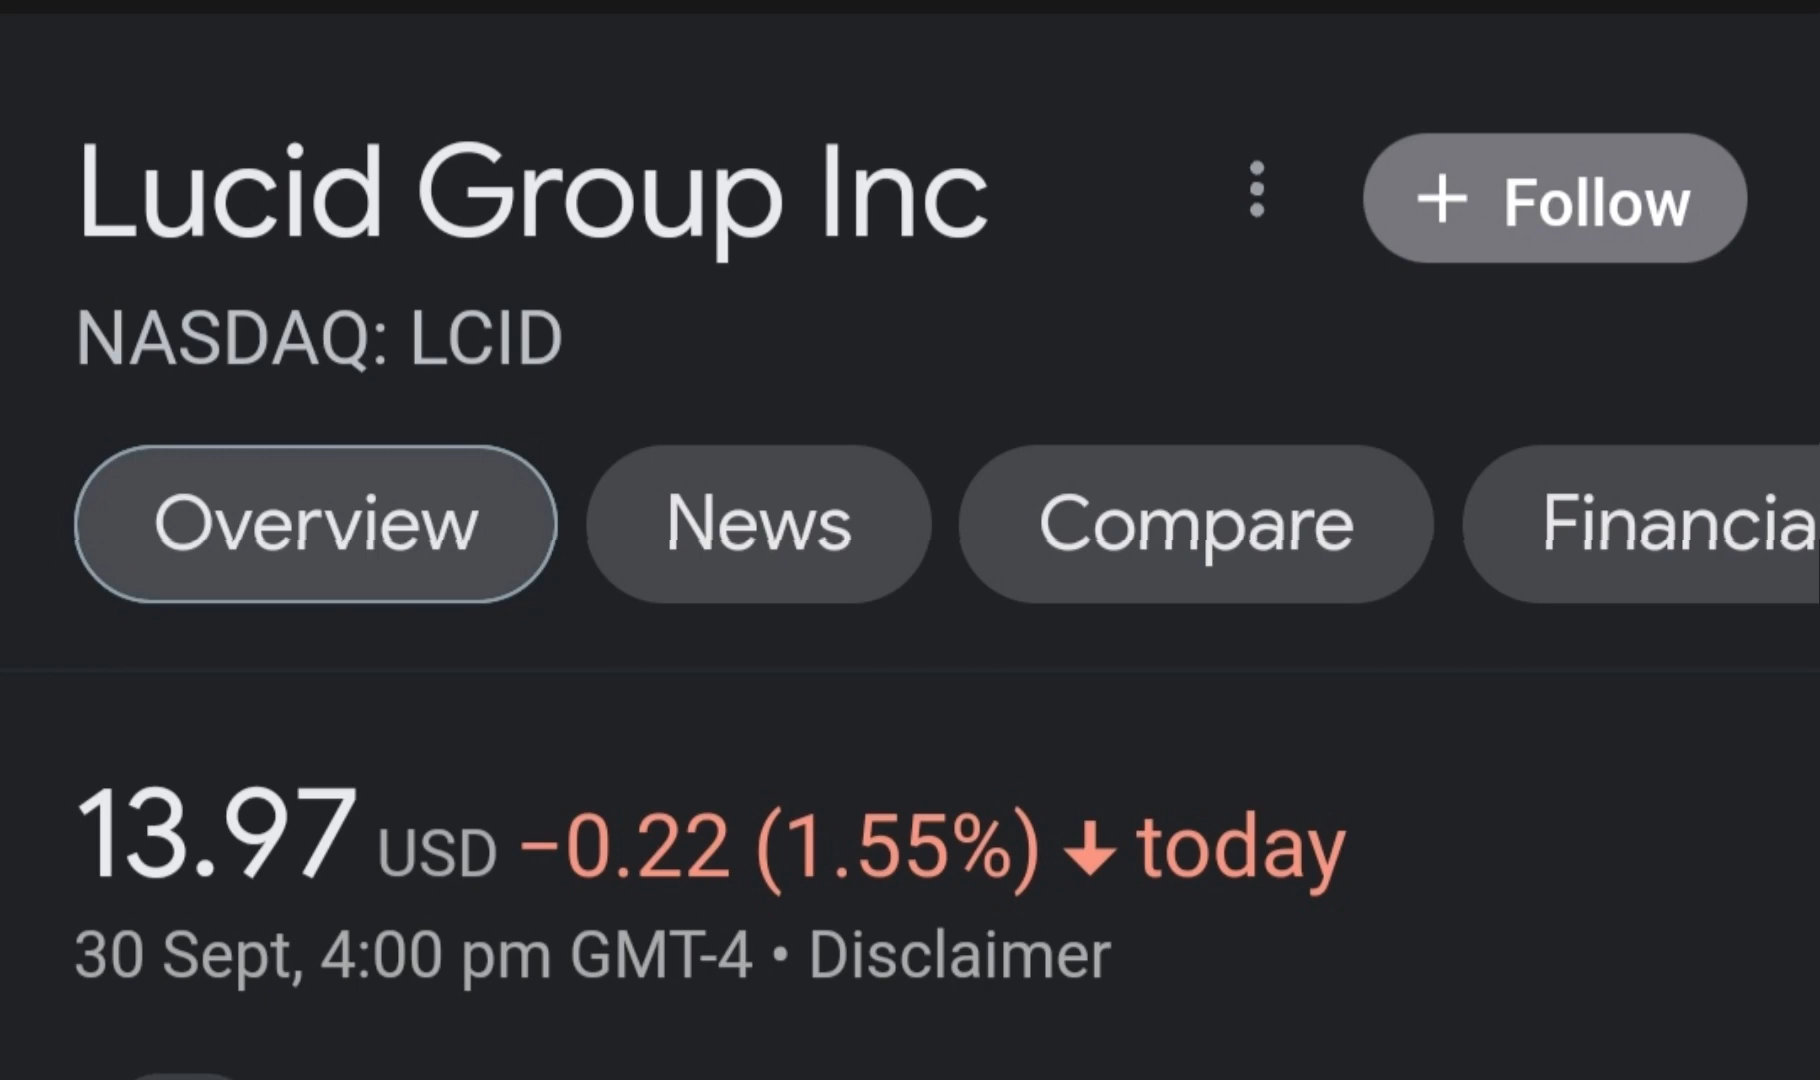 Lucid Group Inc
+ Follow
NASDAQ: LCID
Overview News Compare Financia
13.97 USD −0.22 (1.55%) ↓ today
30 Sept, 4:00 pm GMT-4 • Disclaimer